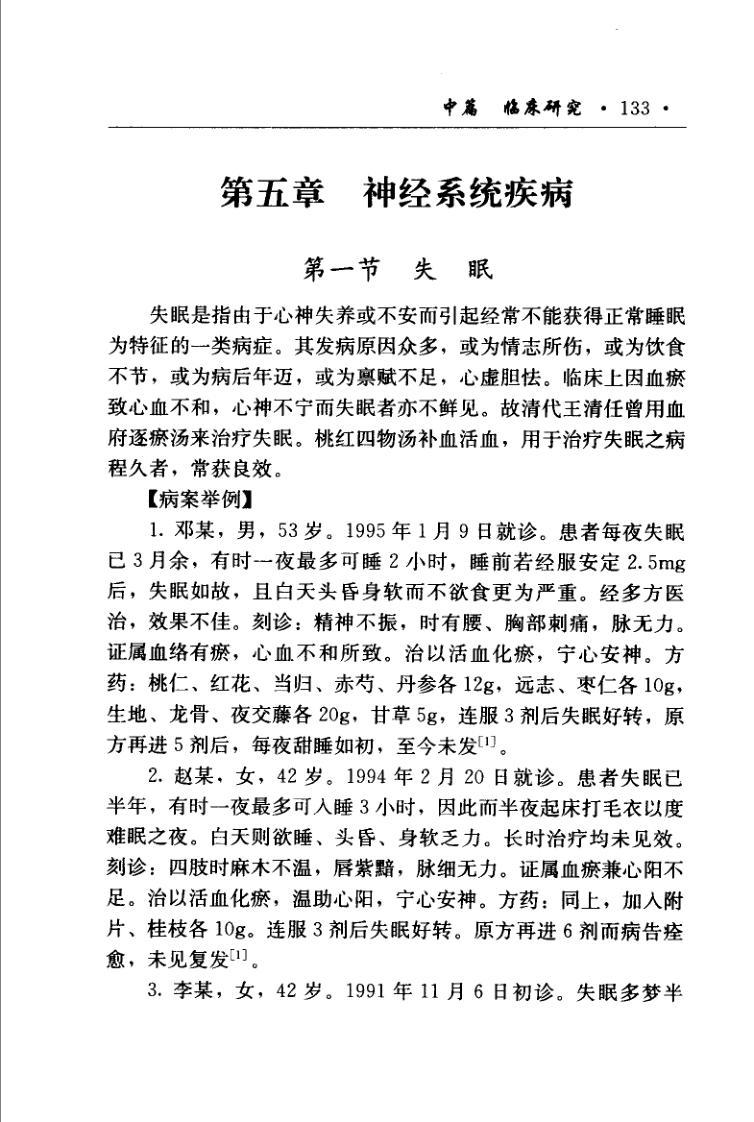 中篇 临床研究 · 133 ·
第五章 神经系统疾病
第一节 失 眠
失眠是指由于心神失养或不安而引起经常不能获得正常睡眠
为特征的一类病症。其发病原因众多，或为情志所伤，或为饮食
不节，或为病后年迈，或为禀赋不足，心虚胆怯。临床上因血瘀
致心血不和，心神不宁而失眠者亦不鲜见。故清代王清任曾用血
府逐瘀汤来治疗失眠。桃红四物汤补血活血，用于治疗失眠之病
程久者，常获良效。
【病案举例】
1. 邓某，男，53 岁。1995 年 1 月 9 日就诊。患者每夜失眠
已 3 月余，有时一夜最多可睡 2 小时，睡前若经服安定 2.5mg
后，失眠如故，且白天头昏身软而不欲食更为严重。经多方医
治，效果不佳。刻诊：精神不振，时有腰、胸部刺痛，脉无力。
证属血络有瘀，心血不和所致。治以活血化瘀，宁心安神。方
药：桃仁、红花、当归、赤芍、丹参各 12g，远志、枣仁各 10g，
生地、龙骨、夜交藤各 20g，甘草 5g，连服 3 剂后失眠好转，原
方再进 5 剂后，每夜甜睡如初，至今未发[1]。
2. 赵某，女，42 岁。1994 年 2 月 20 日就诊。患者失眠已
半年，有时一夜最多可入睡 3 小时，因此而半夜起床打毛衣以度
难眠之夜。白天则欲睡、头昏、身软乏力。长时治疗均未见效。
刻诊：四肢时麻木不温，唇紫黯，脉细无力。证属血瘀兼心阳不
足。治以活血化瘀，温助心阳，宁心安神。方药：同上，加入附
片、桂枝各 10g。连服 3 剂后失眠好转。原方再进 6 剂而病告痊
愈，未见复发[1]。
3. 李某，女，42 岁。1991 年 11 月 6 日初诊。失眠多梦半